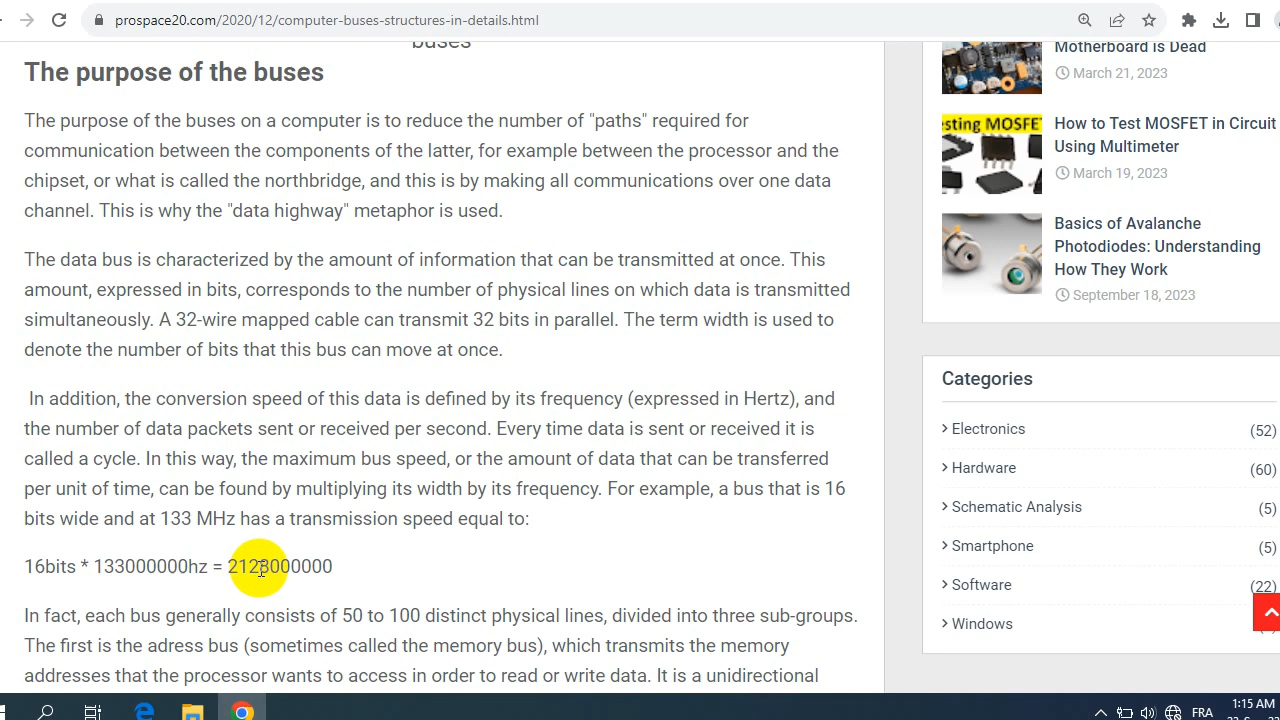 prospace20.com/2020/12/computer-buses-structures-in-details.html
buses
The purpose of the buses
The purpose of the buses on a computer is to reduce the number of "paths" required for
communication between the components of the latter, for example between the processor and the
chipset, or what is called the northbridge, and this is by making all communications over one data
channel. This is why the "data highway" metaphor is used.
The data bus is characterized by the amount of information that can be transmitted at once. This
amount, expressed in bits, corresponds to the number of physical lines on which data is transmitted
simultaneously. A 32-wire mapped cable can transmit 32 bits in parallel. The term width is used to
denote the number of bits that this bus can move at once.
In addition, the conversion speed of this data is defined by its frequency (expressed in Hertz), and
the number of data packets sent or received per second. Every time data is sent or received it is
called a cycle. In this way, the maximum bus speed, or the amount of data that can be transferred
per unit of time, can be found by multiplying its width by its frequency. For example, a bus that is 16
bits wide and at 133 MHz has a transmission speed equal to:
16bits * 133000000hz = 2128000000
In fact, each bus generally consists of 50 to 100 distinct physical lines, divided into three sub-groups.
The first is the adress bus (sometimes called the memory bus), which transmits the memory
addresses that the processor wants to access in order to read or write data. It is a unidirectional
Motherboard is Dead
March 21, 2023
esting MOSFET
How to Test MOSFET in Circuit
Using Multimeter
March 19, 2023
Basics of Avalanche
Photodiodes: Understanding
How They Work
September 18, 2023
Categories
Electronics (52)
Hardware (60)
Schematic Analysis (5)
Smartphone (5)
Software (22)
Windows
FRA
1:15 AM